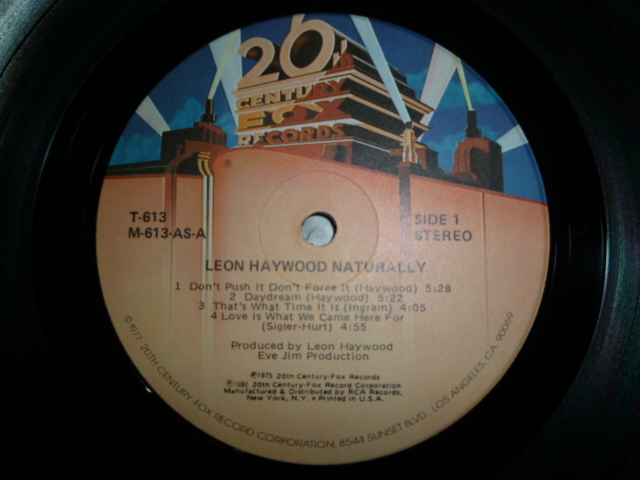 20th
CENTURY
FOX
RECORDS
T-613
M-613-AS-A
SIDE 1
STEREO
LEON HAYWOOD NATURALLY
1 Don't Push It Don't Force It (Haywood) 5:28
2 Daydream (Haywood) 5:22
3 That's What Time It Is (Ingram) 4:05
4 Love Is What We Came Here For
(Sigler-Hurt) 4:55
Produced by Leon Haywood
Eve Jim Production
℗1975 20th Century-Fox Records
©1980 20th Century-Fox Record Corporation
Manufactured & Distributed by RCA Records,
New York, N.Y. • Printed in U.S.A.
©1977 20TH CENTURY-FOX RECORD CORPORATION, 8544 SUNSET BLVD., LOS ANGELES, CA. 90069